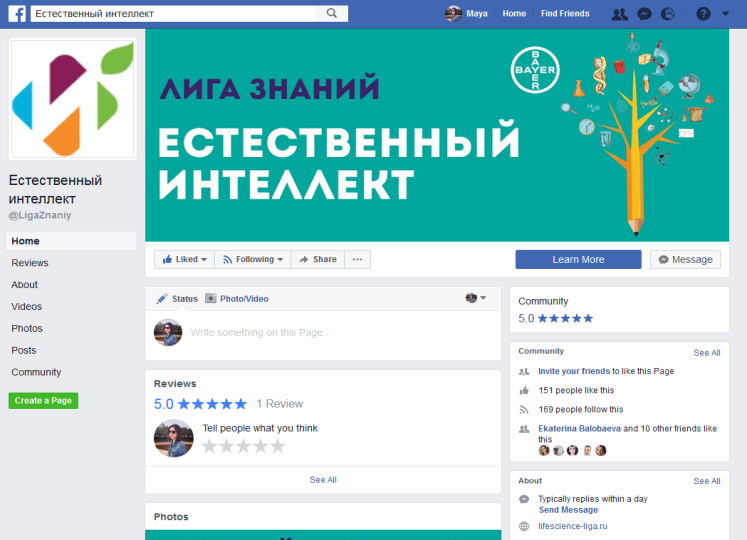 Естественный интеллект
Maya
Home
Find Friends
ЛИГА ЗНАНИЙ
ЕСТЕСТВЕННЫЙ
ИНТЕЛЛЕКТ
BAYER
BAYER
Естественный
интеллект
@LigaZnaniy
Home
Reviews
About
Videos
Photos
Posts
Community
Create a Page
Liked
Following
Share
Learn More
Message
Status
Photo/Video
Write something on this Page...
Reviews
5.0 ★★★★★ 1 Review
Tell people what you think
See All
Photos
Community
5.0 ★★★★★
Community
See All
Invite your friends to like this Page
151 people like this
169 people follow this
Ekaterina Balobaeva and 10 other friends like
this
About
See All
Typically replies within a day
Send Message
lifescience-liga.ru